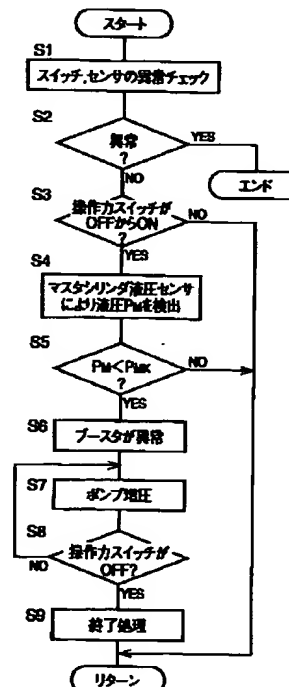 スタート
S1
スイッチ、センサの異常チェック
S2
異常
?
YES
NO
エンド
S3
操作力スイッチが
OFFからON
?
NO
YES
S4
マスタシリンダ液圧センサ
により液圧PMを検出
S5
PM<PMK
?
NO
YES
S6
ブースタが異常
S7
ポンプ増圧
S8
操作力スイッチが
OFF?
NO
YES
S9
終了処理
リターン